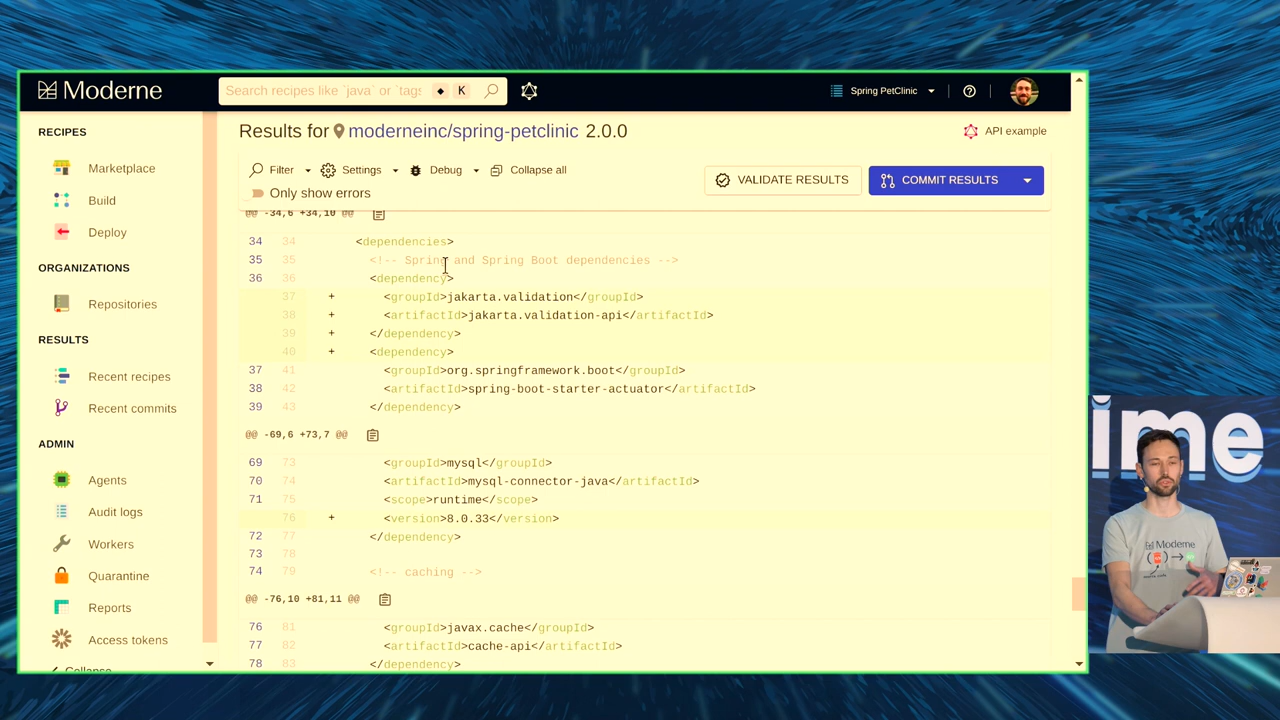 Moderne
Search recipes like `java` or `tags
K
Spring PetClinic
RECIPES
Marketplace
Build
Deploy
ORGANIZATIONS
Repositories
RESULTS
Recent recipes
Recent commits
ADMIN
Agents
Audit logs
Workers
Quarantine
Reports
Access tokens
Collapse
Results for moderneinc/spring-petclinic 2.0.0
API example
Filter Settings Debug Collapse all
VALIDATE RESULTS COMMIT RESULTS
Only show errors
@@ -34,6 +34,10 @@
34 34 <dependencies>
35 35 <!-- Spring and Spring Boot dependencies -->
36 36 <dependency>
37 + <groupId>jakarta.validation</groupId>
38 + <artifactId>jakarta.validation-api</artifactId>
39 + </dependency>
40 + <dependency>
37 41 <groupId>org.springframework.boot</groupId>
38 42 <artifactId>spring-boot-starter-actuator</artifactId>
39 43 </dependency>
@@ -69,6 +73,7 @@
69 73 <groupId>mysql</groupId>
70 74 <artifactId>mysql-connector-java</artifactId>
71 75 <scope>runtime</scope>
76 + <version>8.0.33</version>
72 77 </dependency>
73 78
74 79 <!-- caching -->
@@ -76,10 +81,11 @@
76 81 <groupId>javax.cache</groupId>
77 82 <artifactId>cache-api</artifactId>
78 83 </dependency>
ime
Moderne